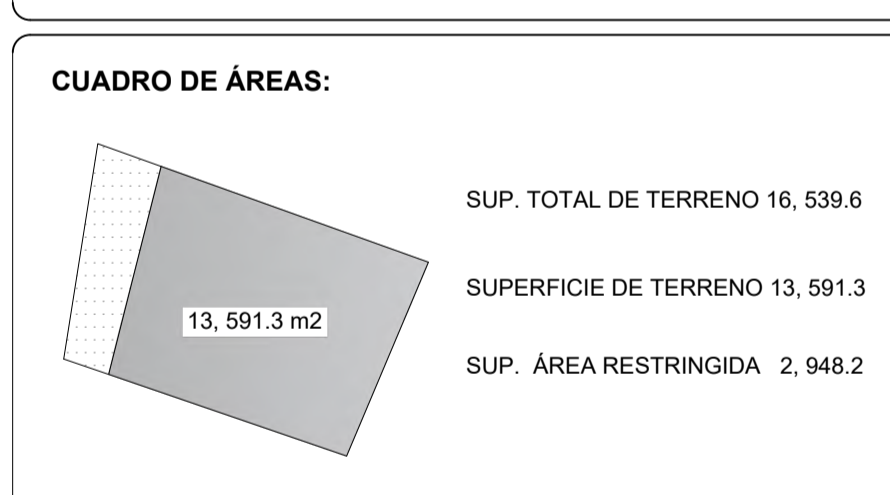 CUADRO DE ÁREAS:
SUP. TOTAL DE TERRENO 16, 539.6
SUPERFICIE DE TERRENO 13, 591.3
13, 591.3 m2
SUP. ÁREA RESTRINGIDA 2, 948.2